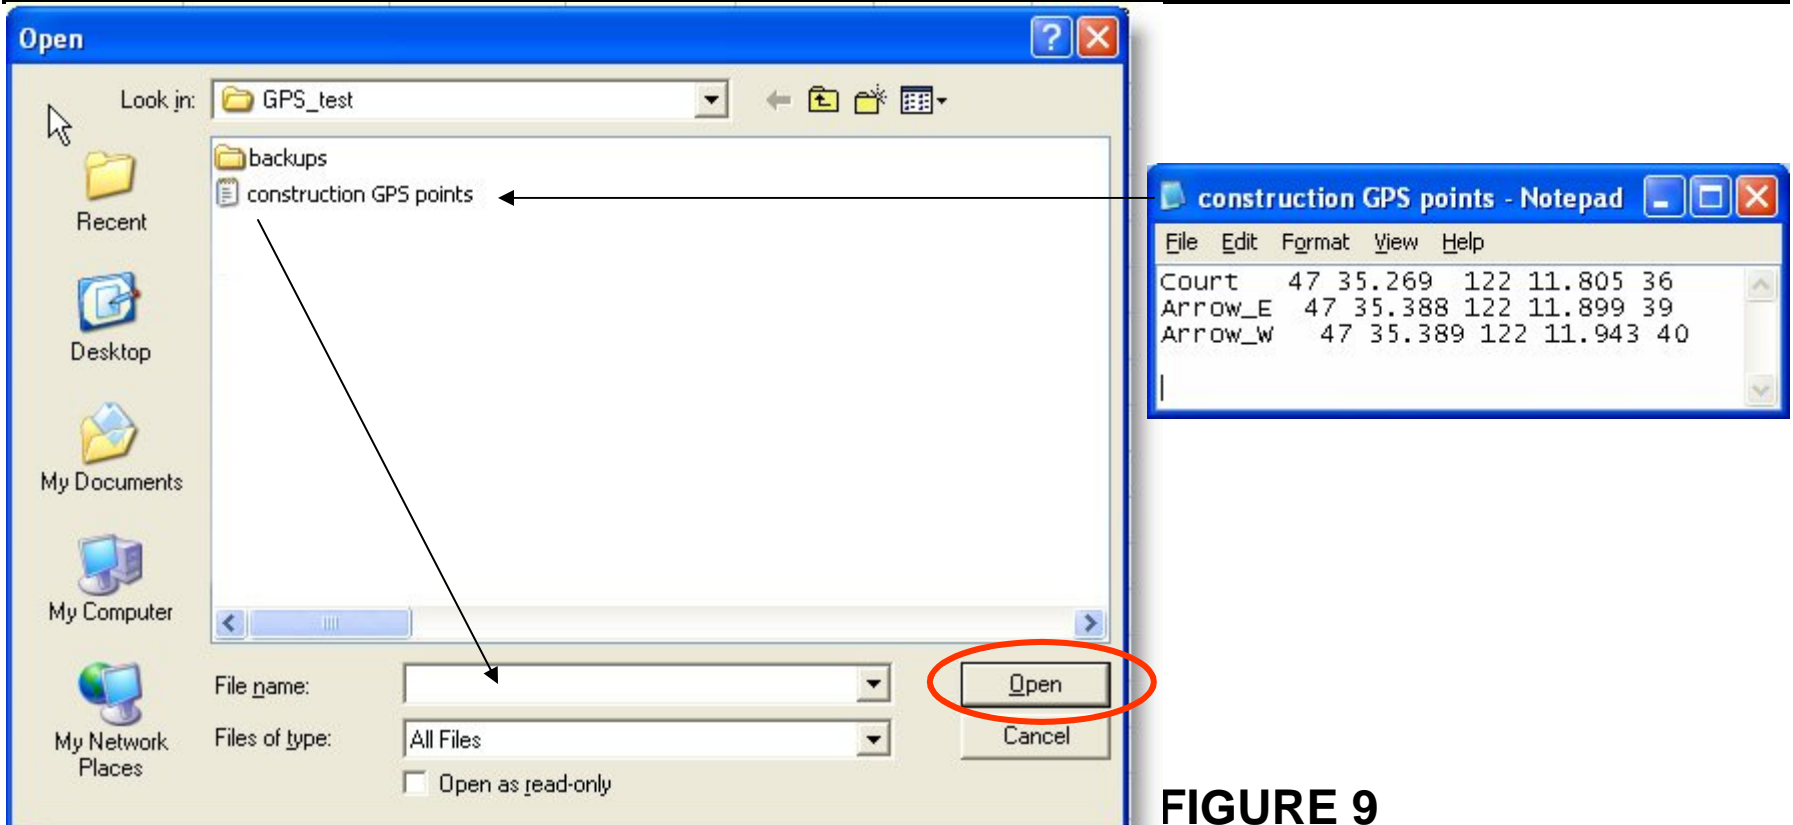 Open
Look in: GPS_test
backups
construction GPS points
Recent
Desktop
My Documents
My Computer
My Network
Places
File name:
Open
Files of type: All Files
Cancel
Open as read-only
construction GPS points - Notepad
File Edit Format View Help
Court 47 35.269 122 11.805 36
Arrow_E 47 35.388 122 11.899 39
Arrow_W 47 35.389 122 11.943 40
FIGURE 9